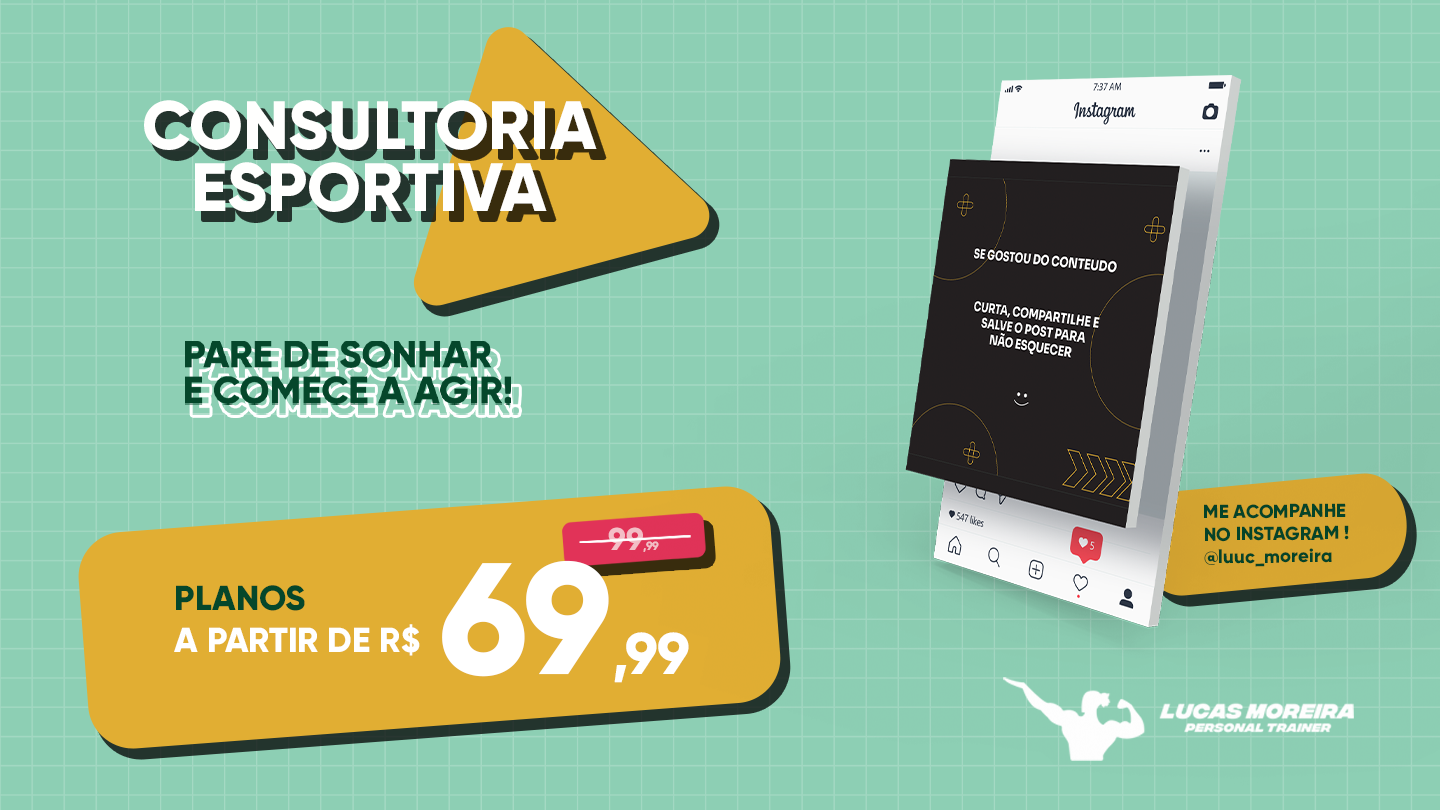 CONSULTORIA
ESPORTIVA
PARE DE SONHAR
E COMECE A AGIR!
99,99
PLANOS
A PARTIR DE R$ 69,99
7:37 AM
Instagram
SE GOSTOU DO CONTEUDO
CURTA, COMPARTILHE E
SALVE O POST PARA
NÃO ESQUECER
547 likes
5
ME ACOMPANHE
NO INSTAGRAM !
@luuc_moreira
LUCAS MOREIRA
PERSONAL TRAINER